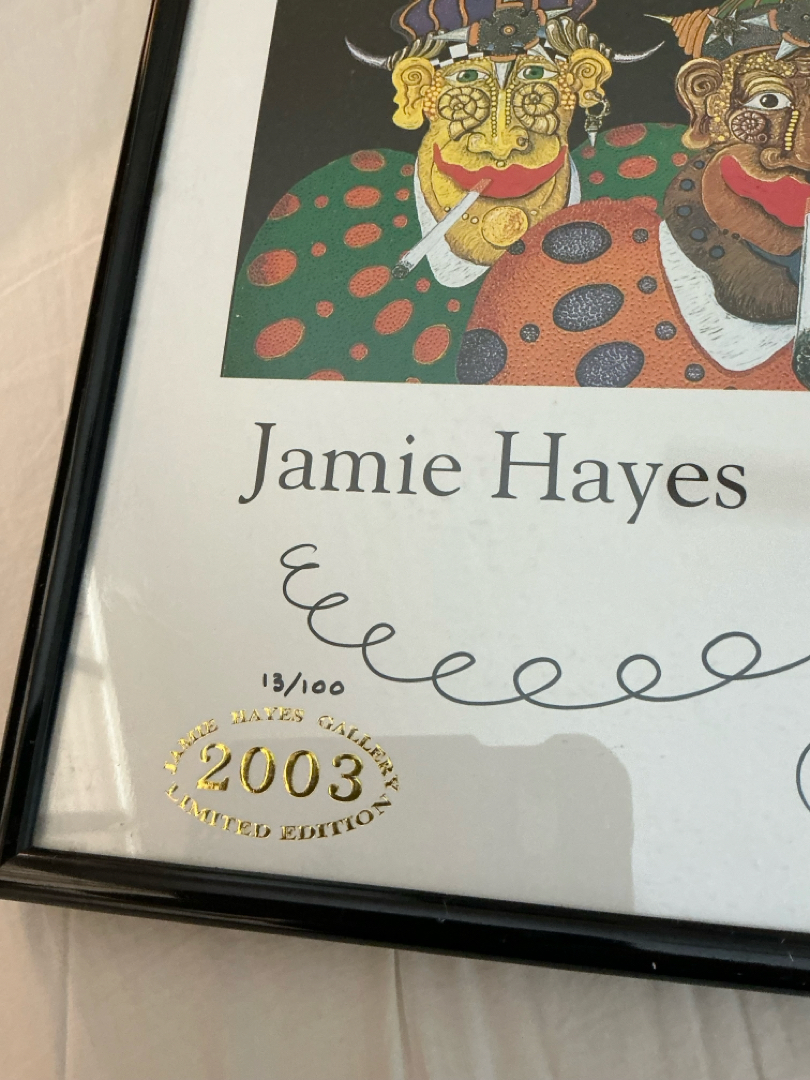 Jamie Hayes
13/100
JAMIE HAYES GALLERY
2003
LIMITED EDITION